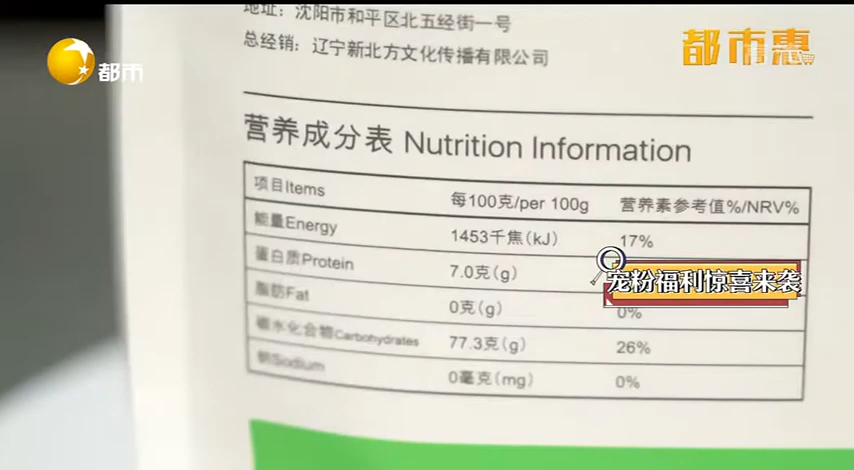 地址：沈阳市和平区北五经街一号
总经销：辽宁新北方文化传播有限公司
都市
都市惠
营养成分表 Nutrition Information
项目Items 每100克/per 100g 营养素参考值%/NRV%
能量Energy 1453千焦(kJ) 17%
蛋白质Protein 7.0克(g)
宠粉福利惊喜来袭
脂肪Fat 0克(g) 0%
碳水化合物Carbohydrates 77.3克(g) 26%
钠Sodium 0毫克(mg) 0%